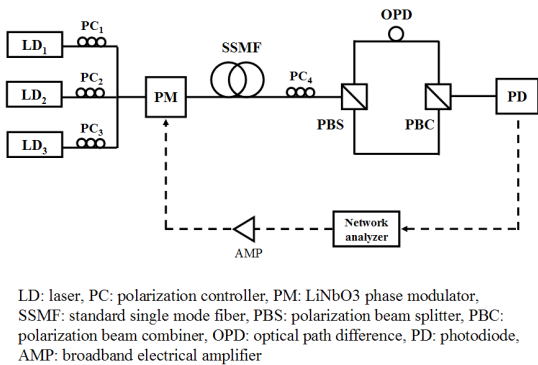 OPD
PC1
SSMF
LD1
PC2
PC4
LD2
PM
PD
PC3
PBS
PBC
LD3
Network
analyzer
AMP
LD: laser, PC: polarization controller, PM: LiNbO3 phase modulator,
SSMF: standard single mode fiber, PBS: polarization beam splitter, PBC:
polarization beam combiner, OPD: optical path difference, PD: photodiode,
AMP: broadband electrical amplifier